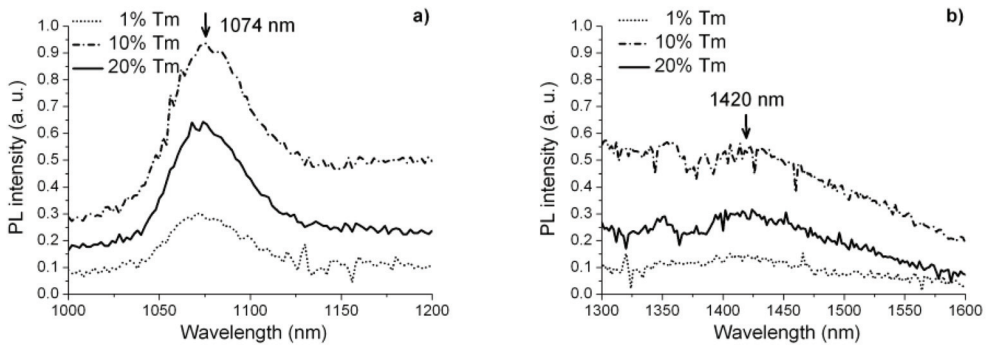 1% Tm
10% Tm
20% Tm
1074 nm
a)
1.0
0.9
0.8
0.7
0.6
0.5
0.4
0.3
0.2
0.1
0.0
PL intensity (a. u.)
1000
1050
1100
1150
1200
Wavelength (nm)
1% Tm
10% Tm
20% Tm
b)
1420 nm
1.0
0.9
0.8
0.7
0.6
0.5
0.4
0.3
0.2
0.1
0.0
PL intensity (a. u.)
1300
1350
1400
1450
1500
1550
1600
Wavelength (nm)